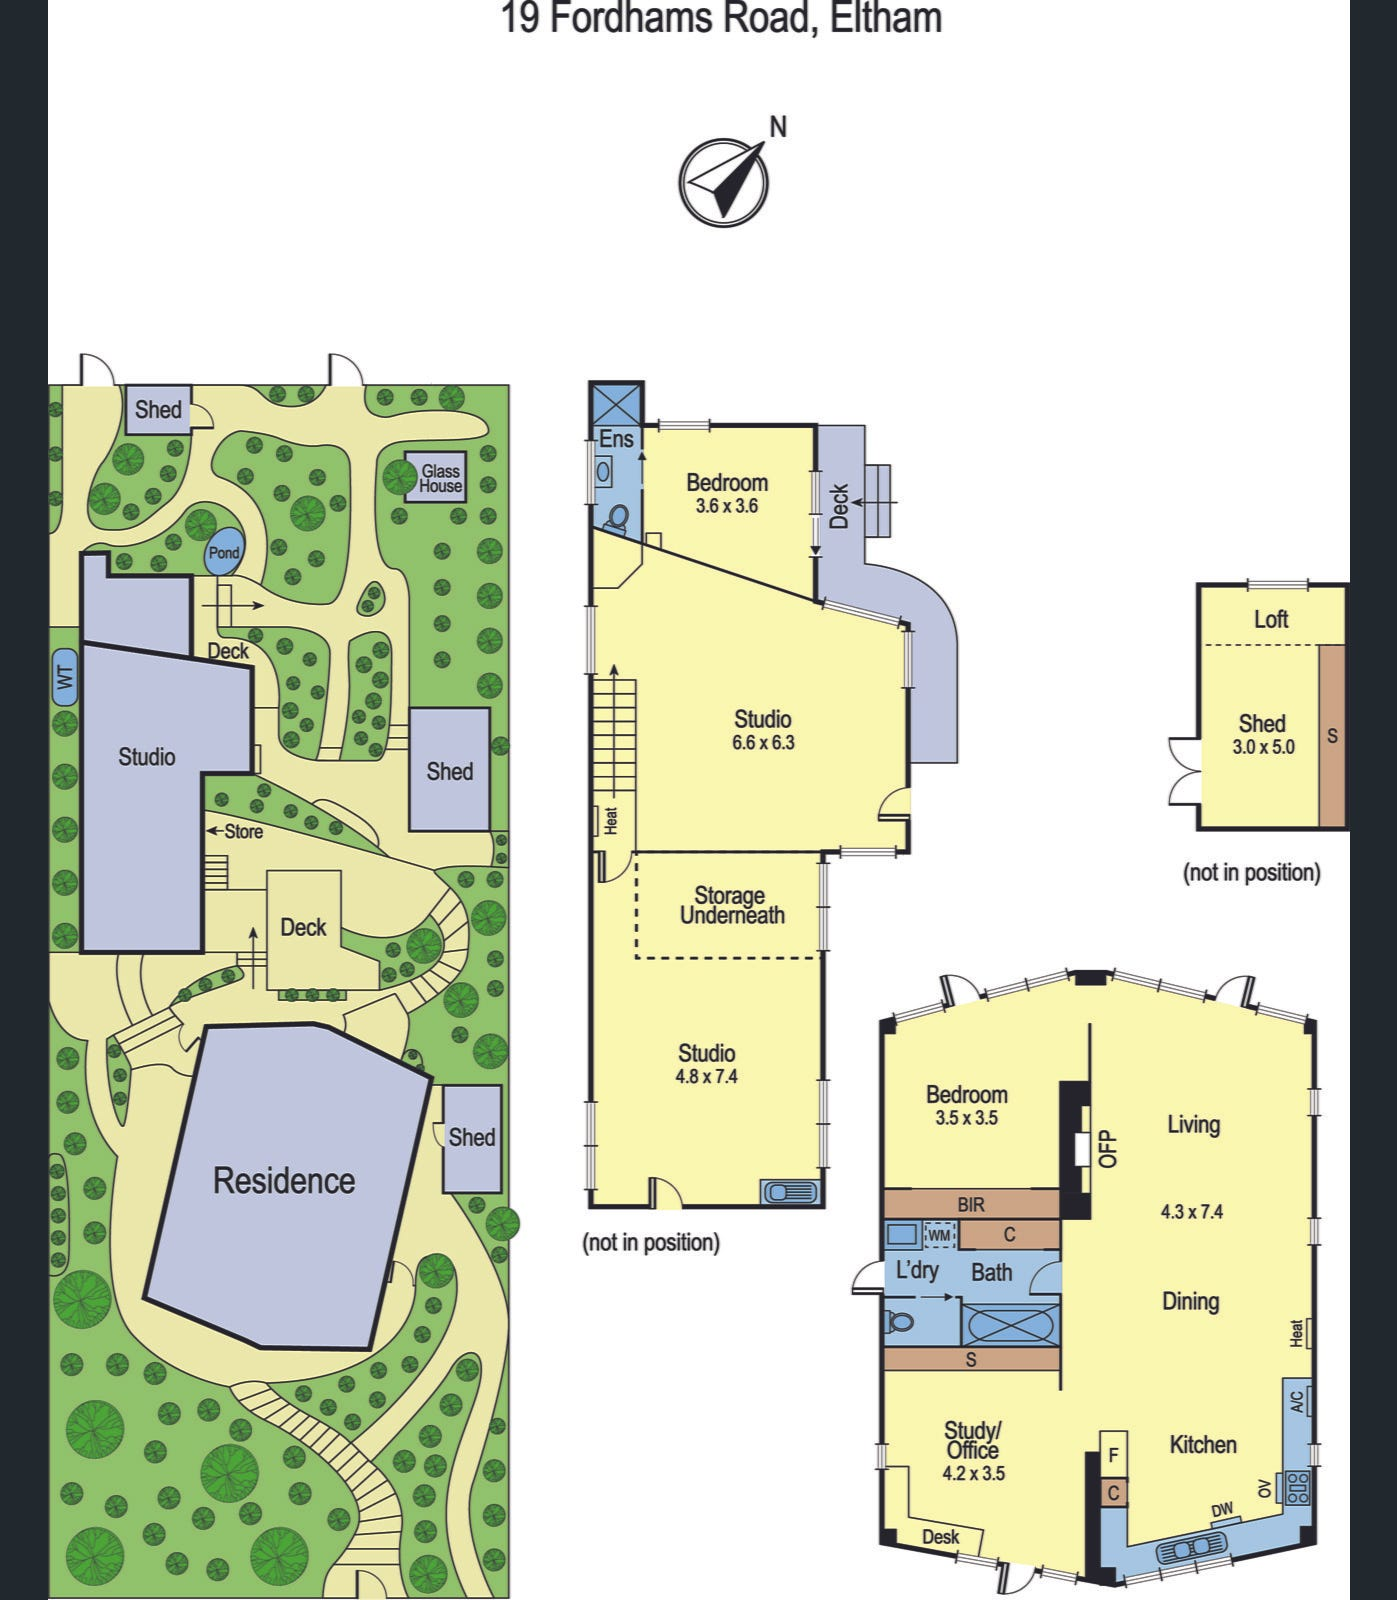 19 Fordhams Road, Eltham
N
Shed
Glass
House
Pond
Deck
WT
Studio
Shed
Store
Deck
Residence
Shed
Ens
Bedroom
3.6 x 3.6
Deck
Studio
6.6 x 6.3
Heat
Storage
Underneath
Studio
4.8 x 7.4
(not in position)
Loft
Shed
3.0 x 5.0
S
(not in position)
Bedroom
3.5 x 3.5
Living
OFP
BIR
4.3 x 7.4
WM
C
L'dry
Bath
Dining
Heat
S
A/C
Study/
Office
4.2 x 3.5
Kitchen
F
C
OV
DW
Desk